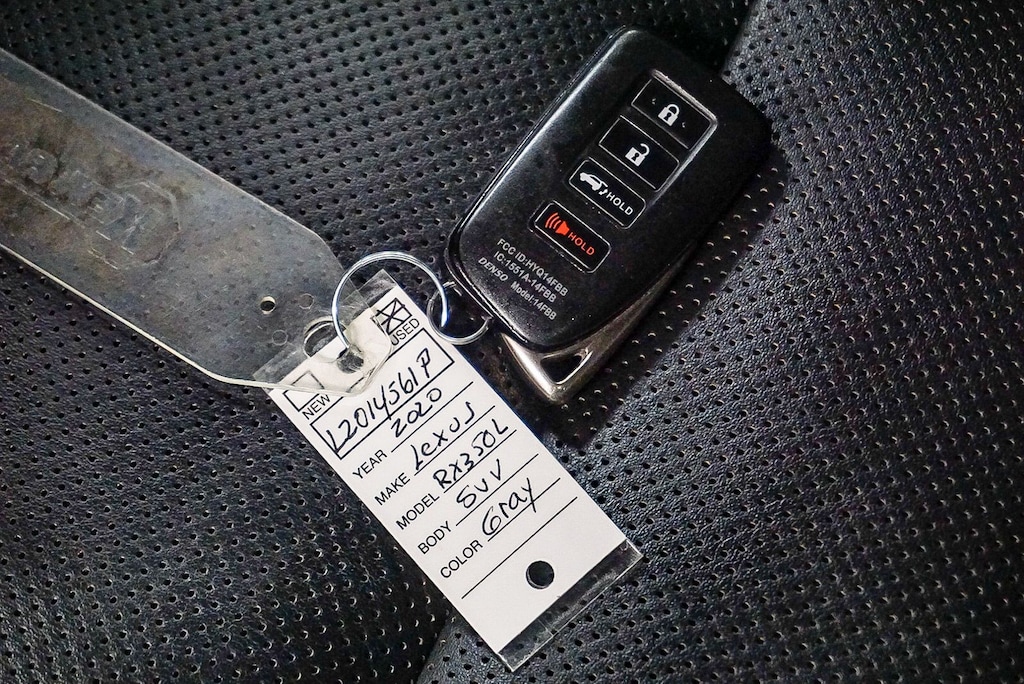 HOLD
HOLD
FCC ID:HYQ14FBB
IC:1551A-14FBB
DENSO Model:14FBB
USED
NEW
L2014561P
YEAR 2020
MAKE Lexus
MODEL RX350L
BODY SUV
COLOR Gray